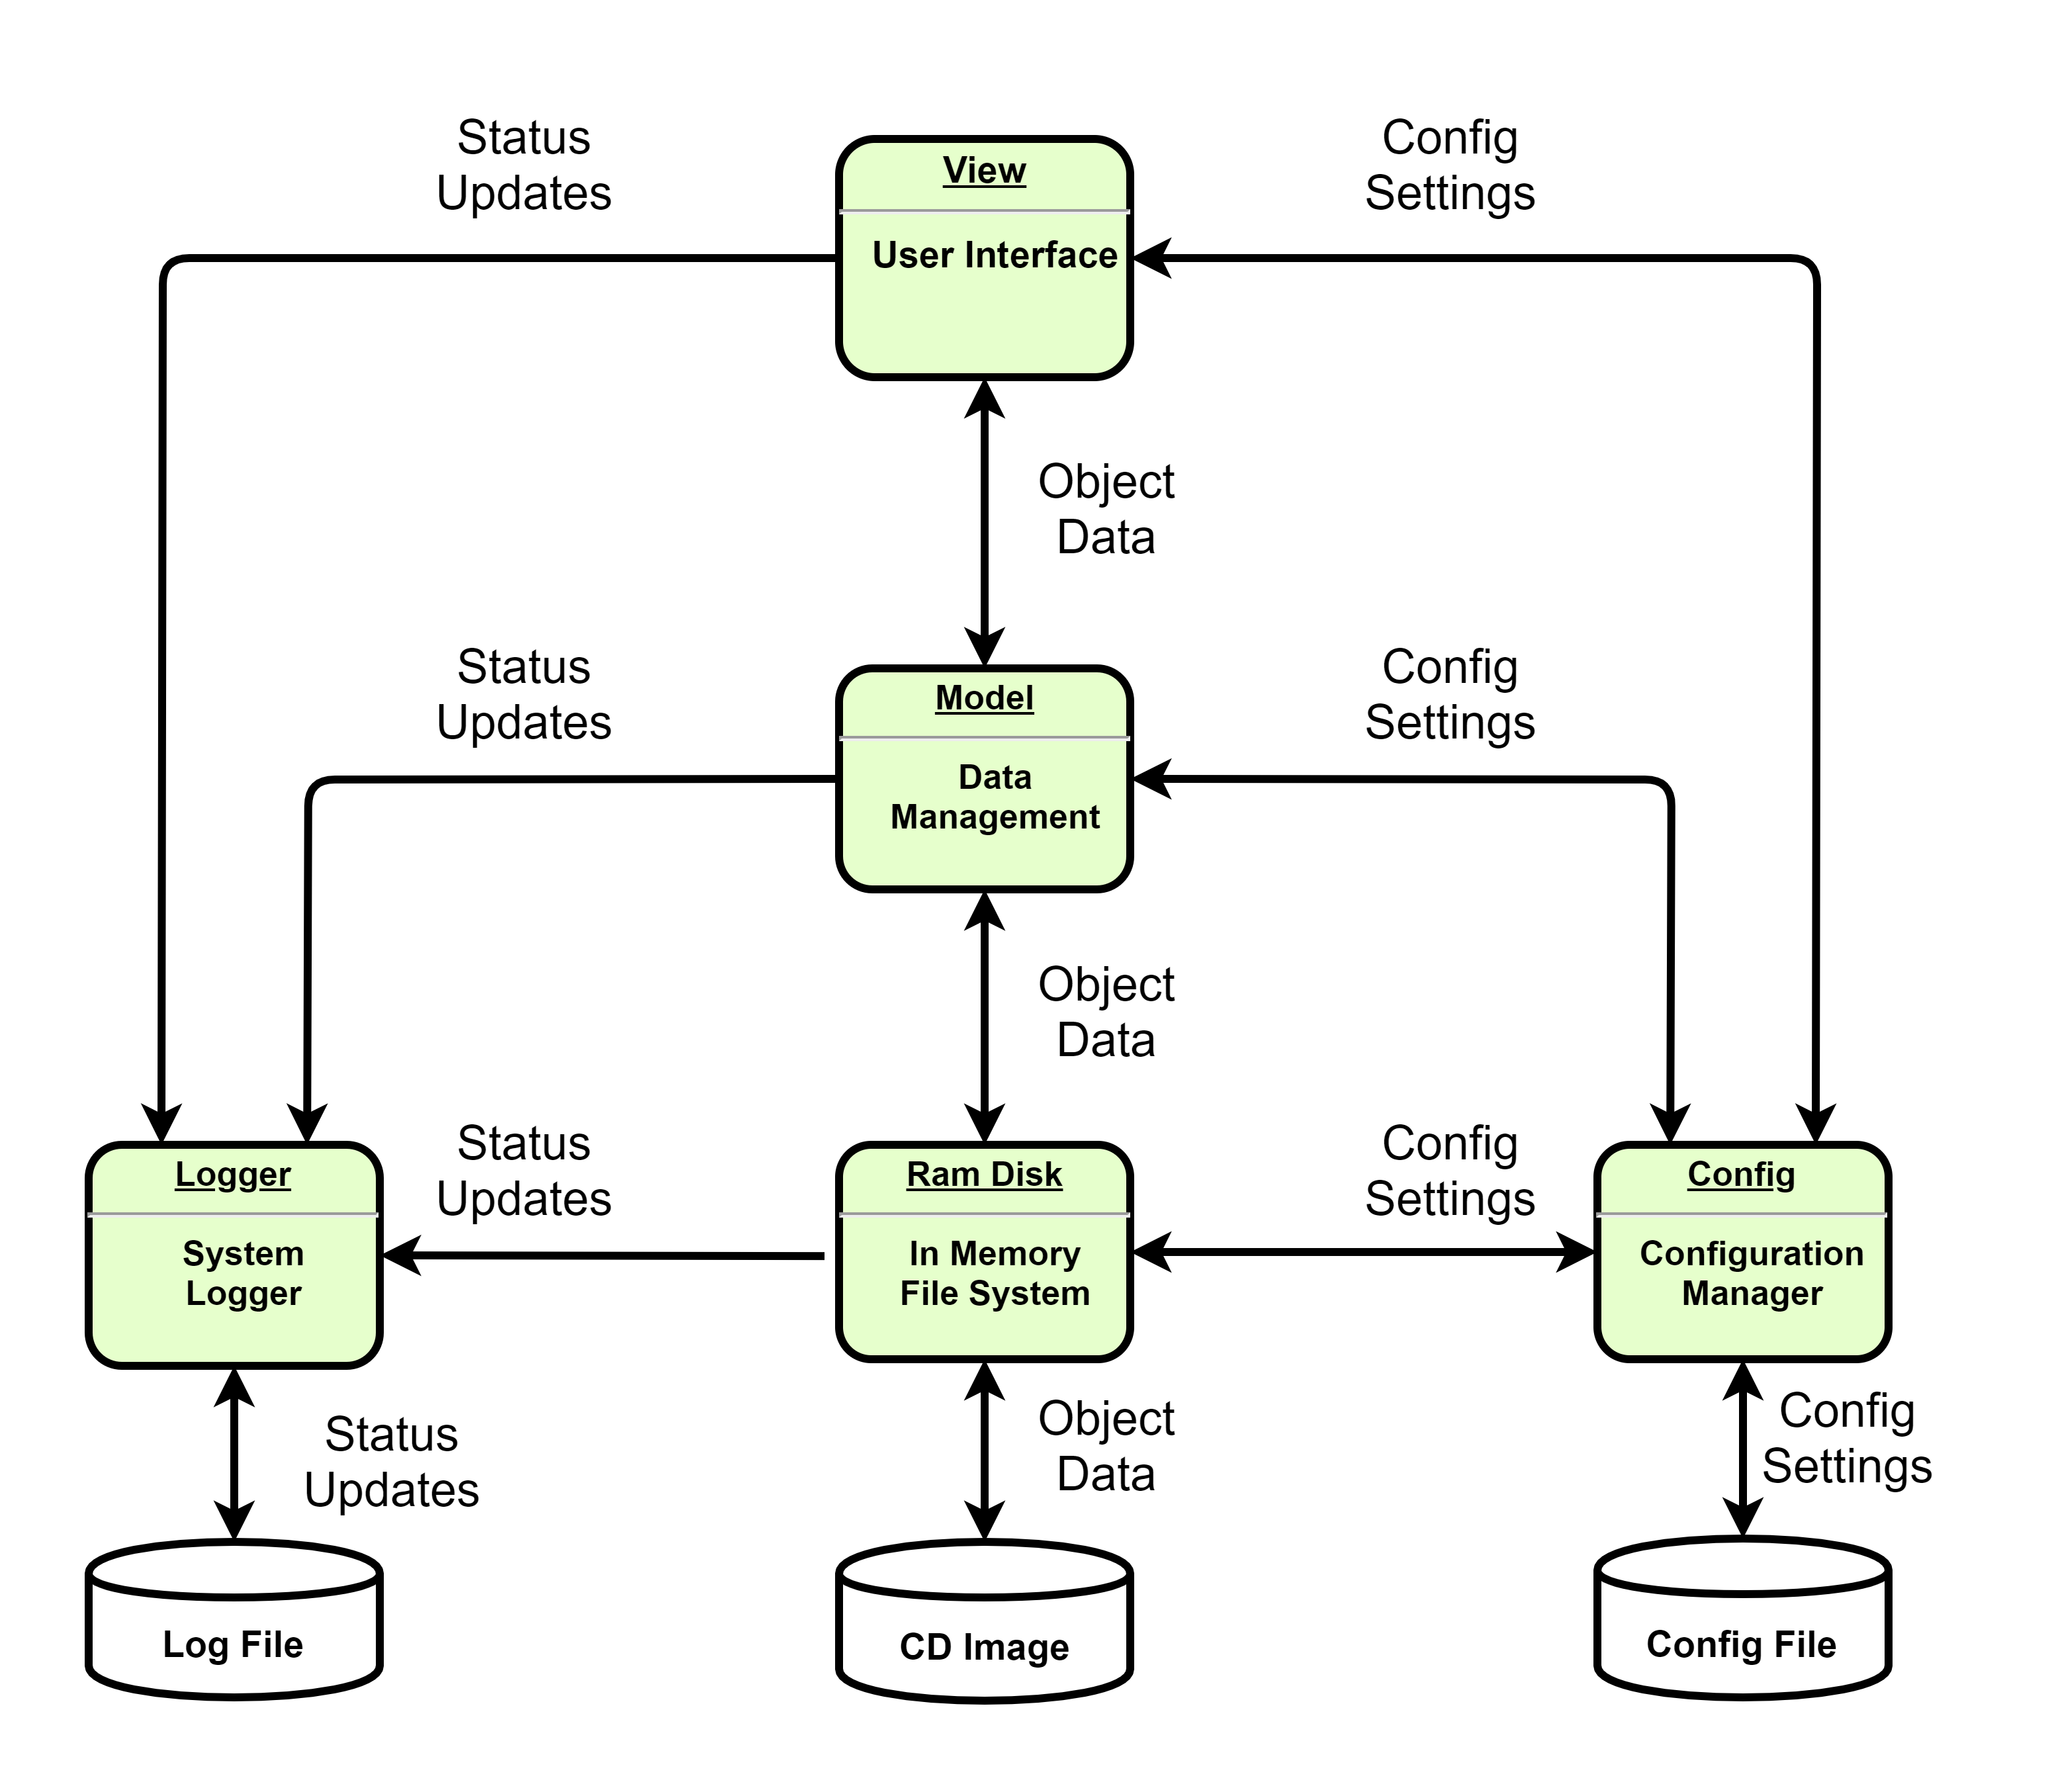 Status
Updates
View
User Interface
Config
Settings
Object
Data
Status
Updates
Model
Data
Management
Config
Settings
Object
Data
Logger
System
Logger
Status
Updates
Ram Disk
In Memory
File System
Config
Settings
Config
Configuration
Manager
Status
Updates
Object
Data
Config
Settings
Log File
CD Image
Config File